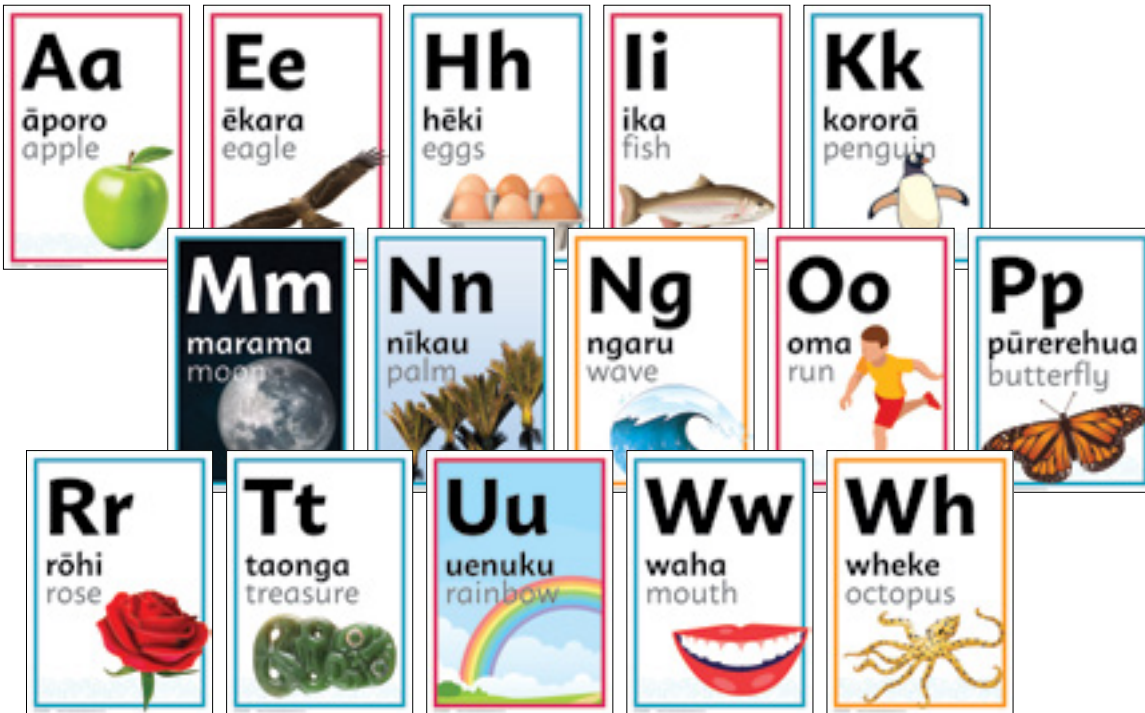 Aa
āporo
apple
Ee
ēkara
eagle
Hh
hēki
eggs
Ii
ika
fish
Kk
kororā
penguin
Mm
marama
moon
Nn
nīkau
palm
Ng
ngaru
wave
Oo
oma
run
Pp
pūrerehua
butterfly
Rr
rōhi
rose
Tt
taonga
treasure
Uu
uenuku
rainbow
Ww
waha
mouth
Wh
wheke
octopus